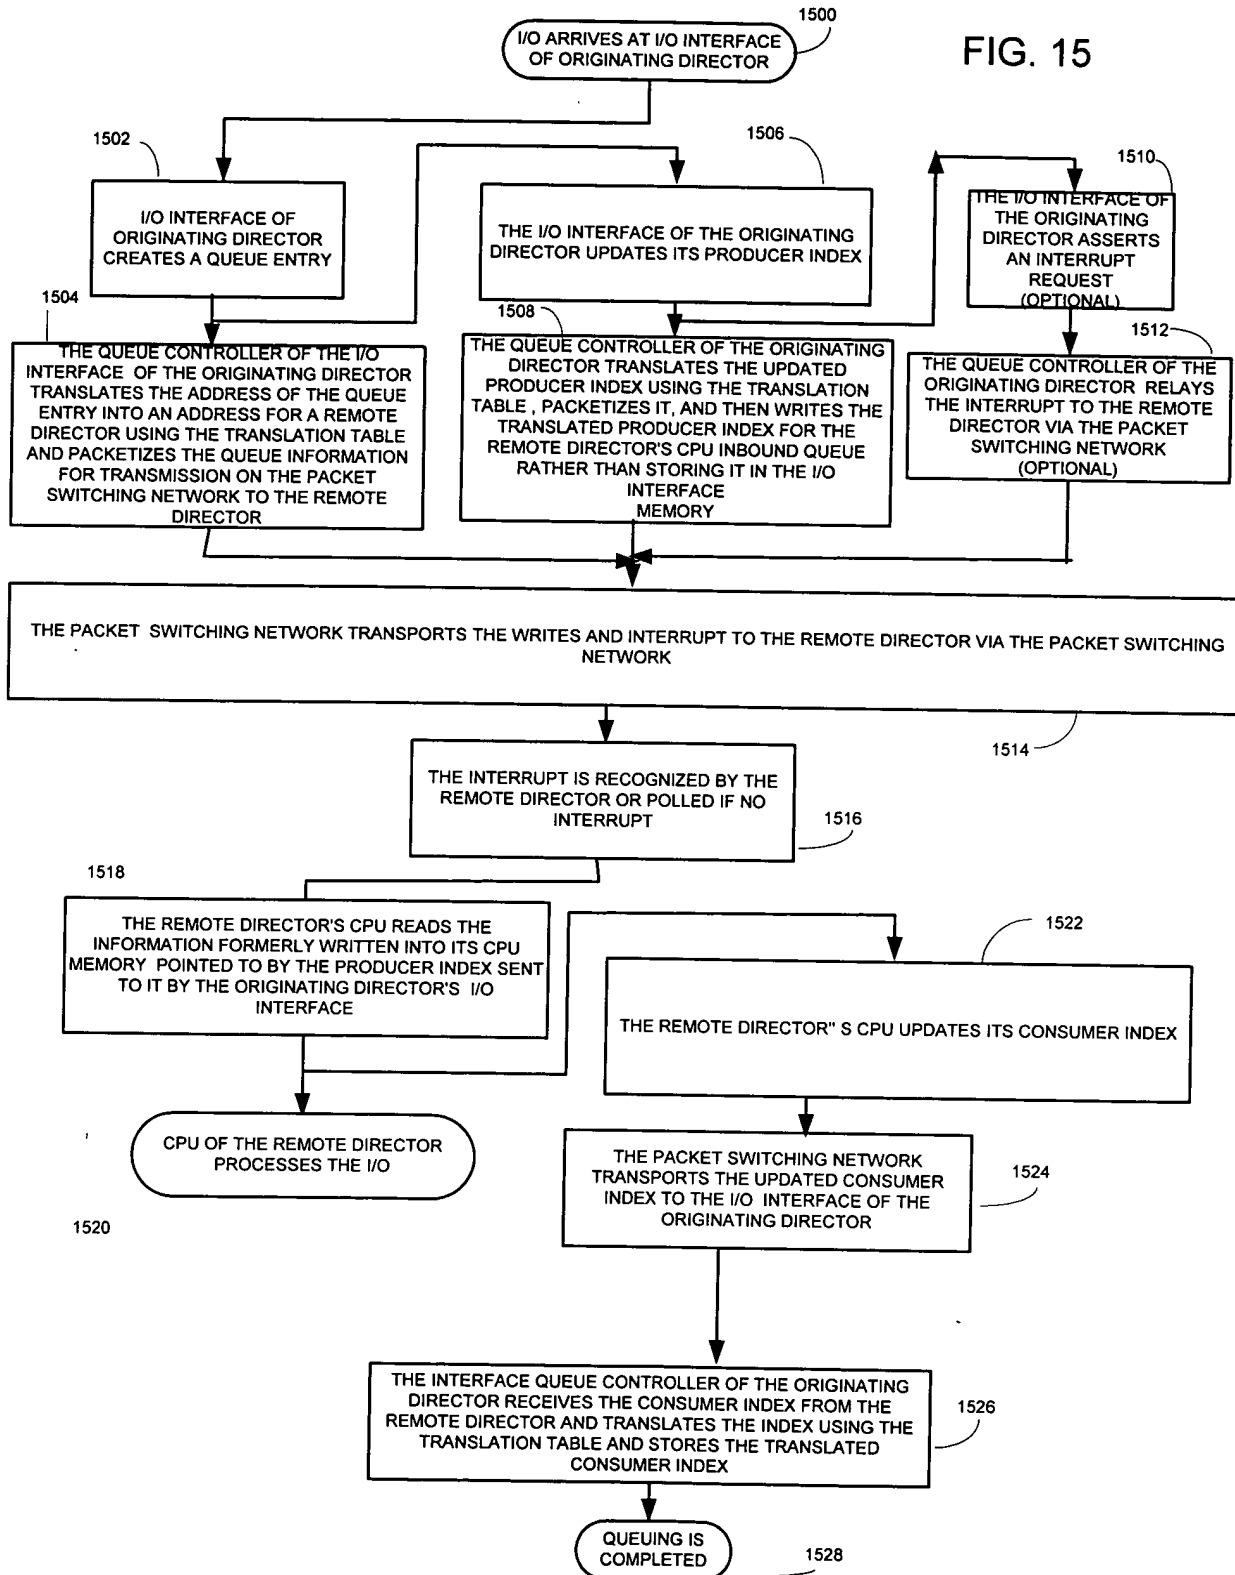 1500
I/O ARRIVES AT I/O INTERFACE
OF ORIGINATING DIRECTOR
FIG. 15
1502
I/O INTERFACE OF
ORIGINATING DIRECTOR
CREATES A QUEUE ENTRY
1506
THE I/O INTERFACE OF THE ORIGINATING
DIRECTOR UPDATES ITS PRODUCER INDEX
1510
THE I/O INTERFACE OF
THE ORIGINATING
DIRECTOR ASSERTS
AN INTERRUPT
REQUEST
(OPTIONAL)
1504
THE QUEUE CONTROLLER OF THE I/O
INTERFACE OF THE ORIGINATING DIRECTOR
TRANSLATES THE ADDRESS OF THE QUEUE
ENTRY INTO AN ADDRESS FOR A REMOTE
DIRECTOR USING THE TRANSLATION TABLE
AND PACKETIZES THE QUEUE INFORMATION
FOR TRANSMISSION ON THE PACKET
SWITCHING NETWORK TO THE REMOTE
DIRECTOR
1508
THE QUEUE CONTROLLER OF THE ORIGINATING
DIRECTOR TRANSLATES THE UPDATED
PRODUCER INDEX USING THE TRANSLATION
TABLE , PACKETIZES IT, AND THEN WRITES THE
TRANSLATED PRODUCER INDEX FOR THE
REMOTE DIRECTOR'S CPU INBOUND QUEUE
RATHER THAN STORING IT IN THE I/O
INTERFACE
MEMORY
1512
THE QUEUE CONTROLLER OF THE
ORIGINATING DIRECTOR RELAYS
THE INTERRUPT TO THE REMOTE
DIRECTOR VIA THE PACKET
SWITCHING NETWORK
(OPTIONAL)
THE PACKET SWITCHING NETWORK TRANSPORTS THE WRITES AND INTERRUPT TO THE REMOTE DIRECTOR VIA THE PACKET SWITCHING
NETWORK
1514
THE INTERRUPT IS RECOGNIZED BY THE
REMOTE DIRECTOR OR POLLED IF NO
INTERRUPT
1516
1518
THE REMOTE DIRECTOR'S CPU READS THE
INFORMATION FORMERLY WRITTEN INTO ITS CPU
MEMORY POINTED TO BY THE PRODUCER INDEX SENT
TO IT BY THE ORIGINATING DIRECTOR'S I/O
INTERFACE
1522
THE REMOTE DIRECTOR" S CPU UPDATES ITS CONSUMER INDEX
CPU OF THE REMOTE DIRECTOR
PROCESSES THE I/O
1520
THE PACKET SWITCHING NETWORK
TRANSPORTS THE UPDATED CONSUMER
INDEX TO THE I/O INTERFACE OF THE
ORIGINATING DIRECTOR
1524
THE INTERFACE QUEUE CONTROLLER OF THE ORIGINATING
DIRECTOR RECEIVES THE CONSUMER INDEX FROM THE
REMOTE DIRECTOR AND TRANSLATES THE INDEX USING THE
TRANSLATION TABLE AND STORES THE TRANSLATED
CONSUMER INDEX
1526
QUEUING IS
COMPLETED
1528